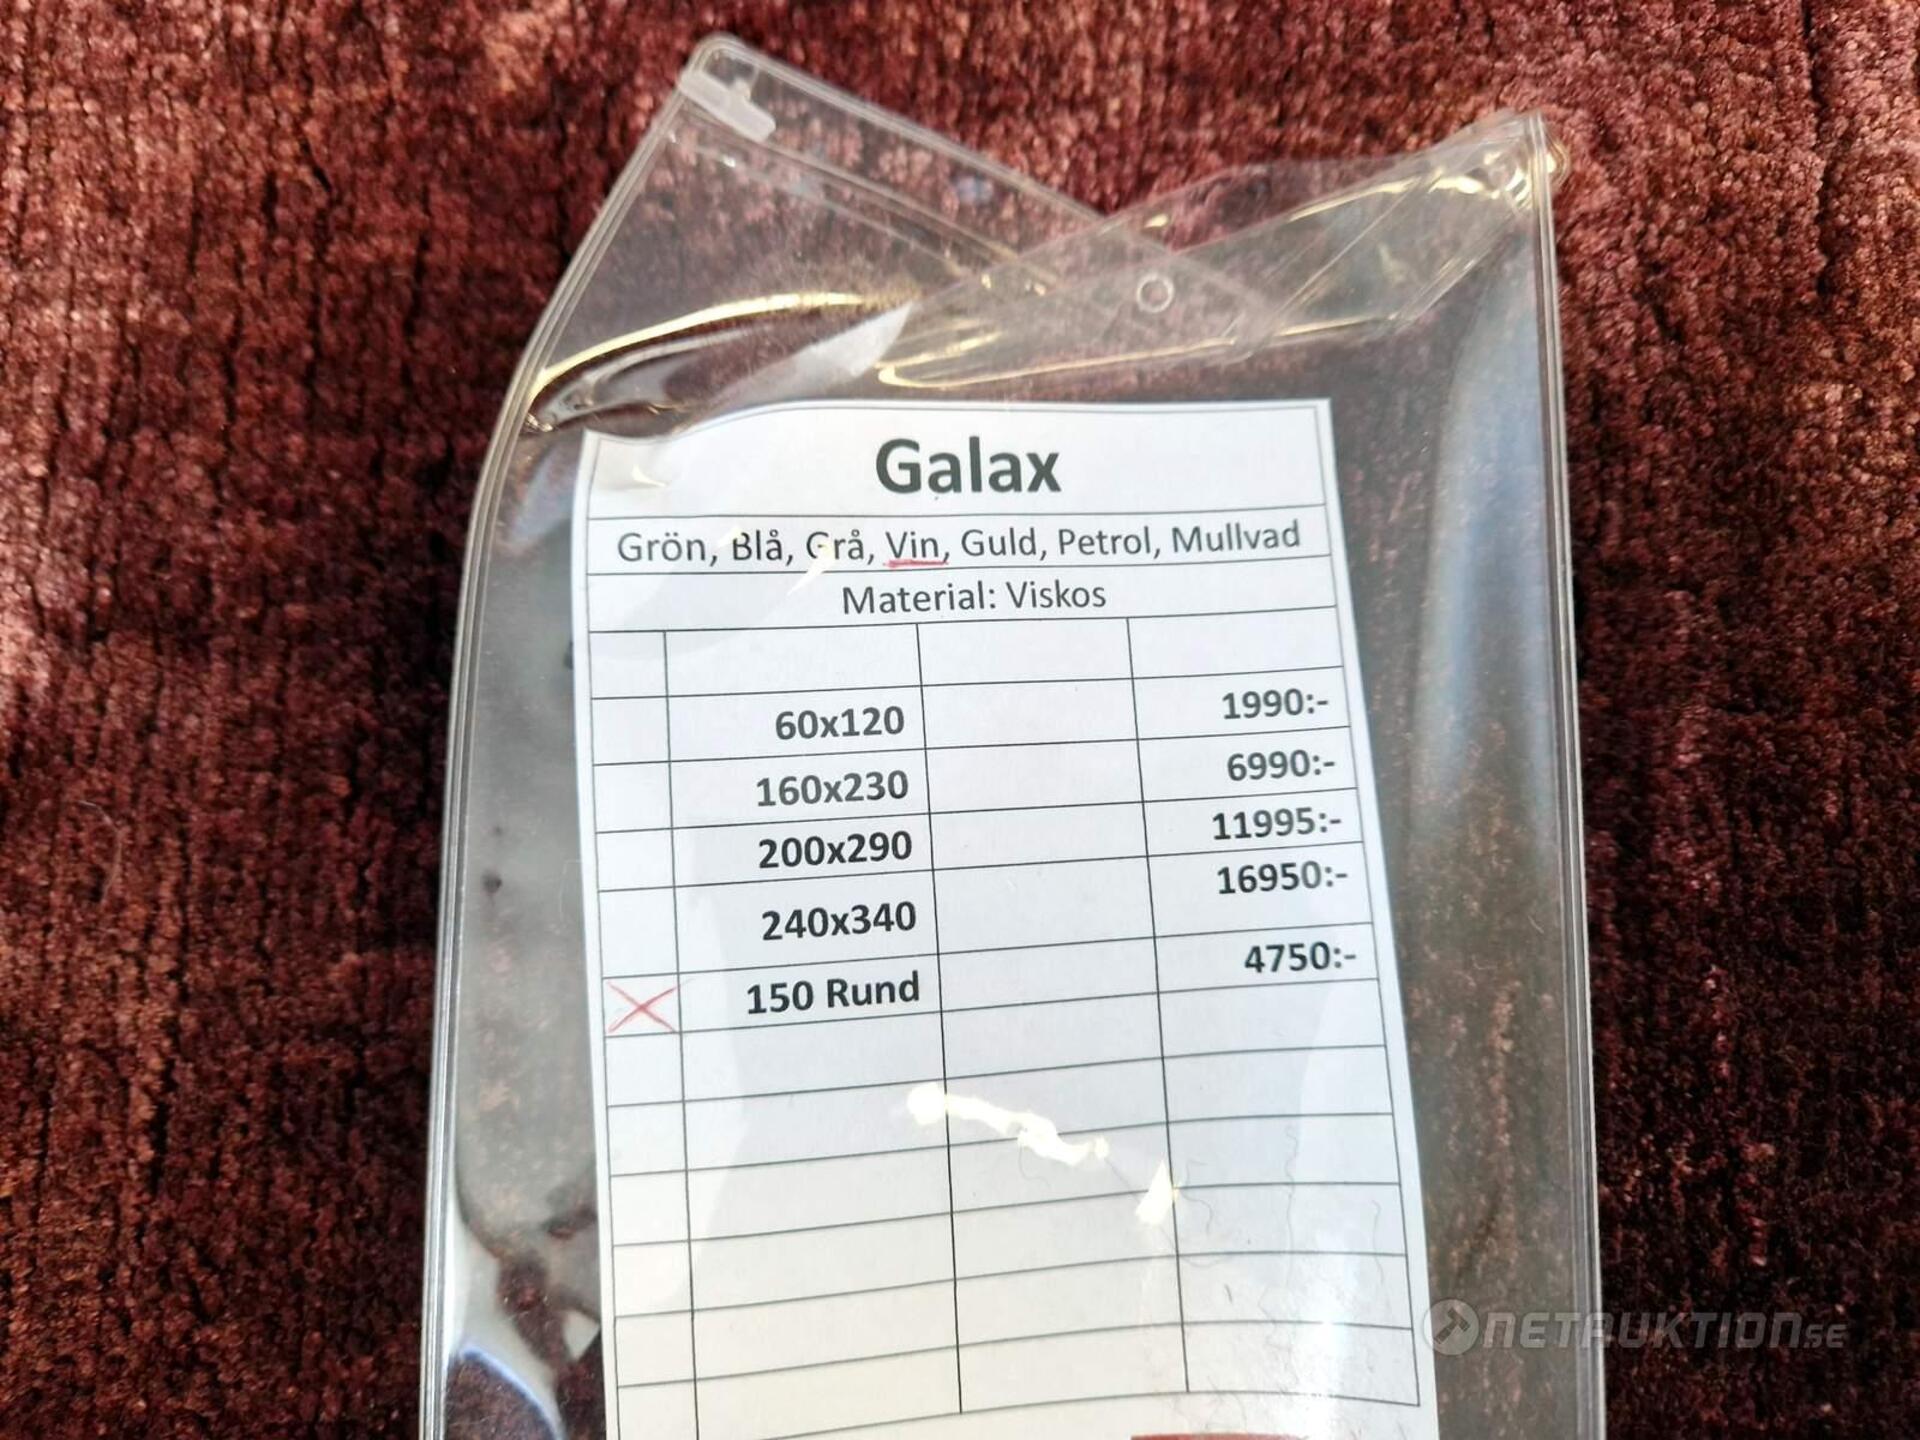 Galax
Grön, Blå, Grå, Vin, Guld, Petrol, Mullvad
Material: Viskos
60x120 1990:-
160x230 6990:-
200x290 11995:-
240x340 16950:-
150 Rund 4750:-
NETAUKTION.SE